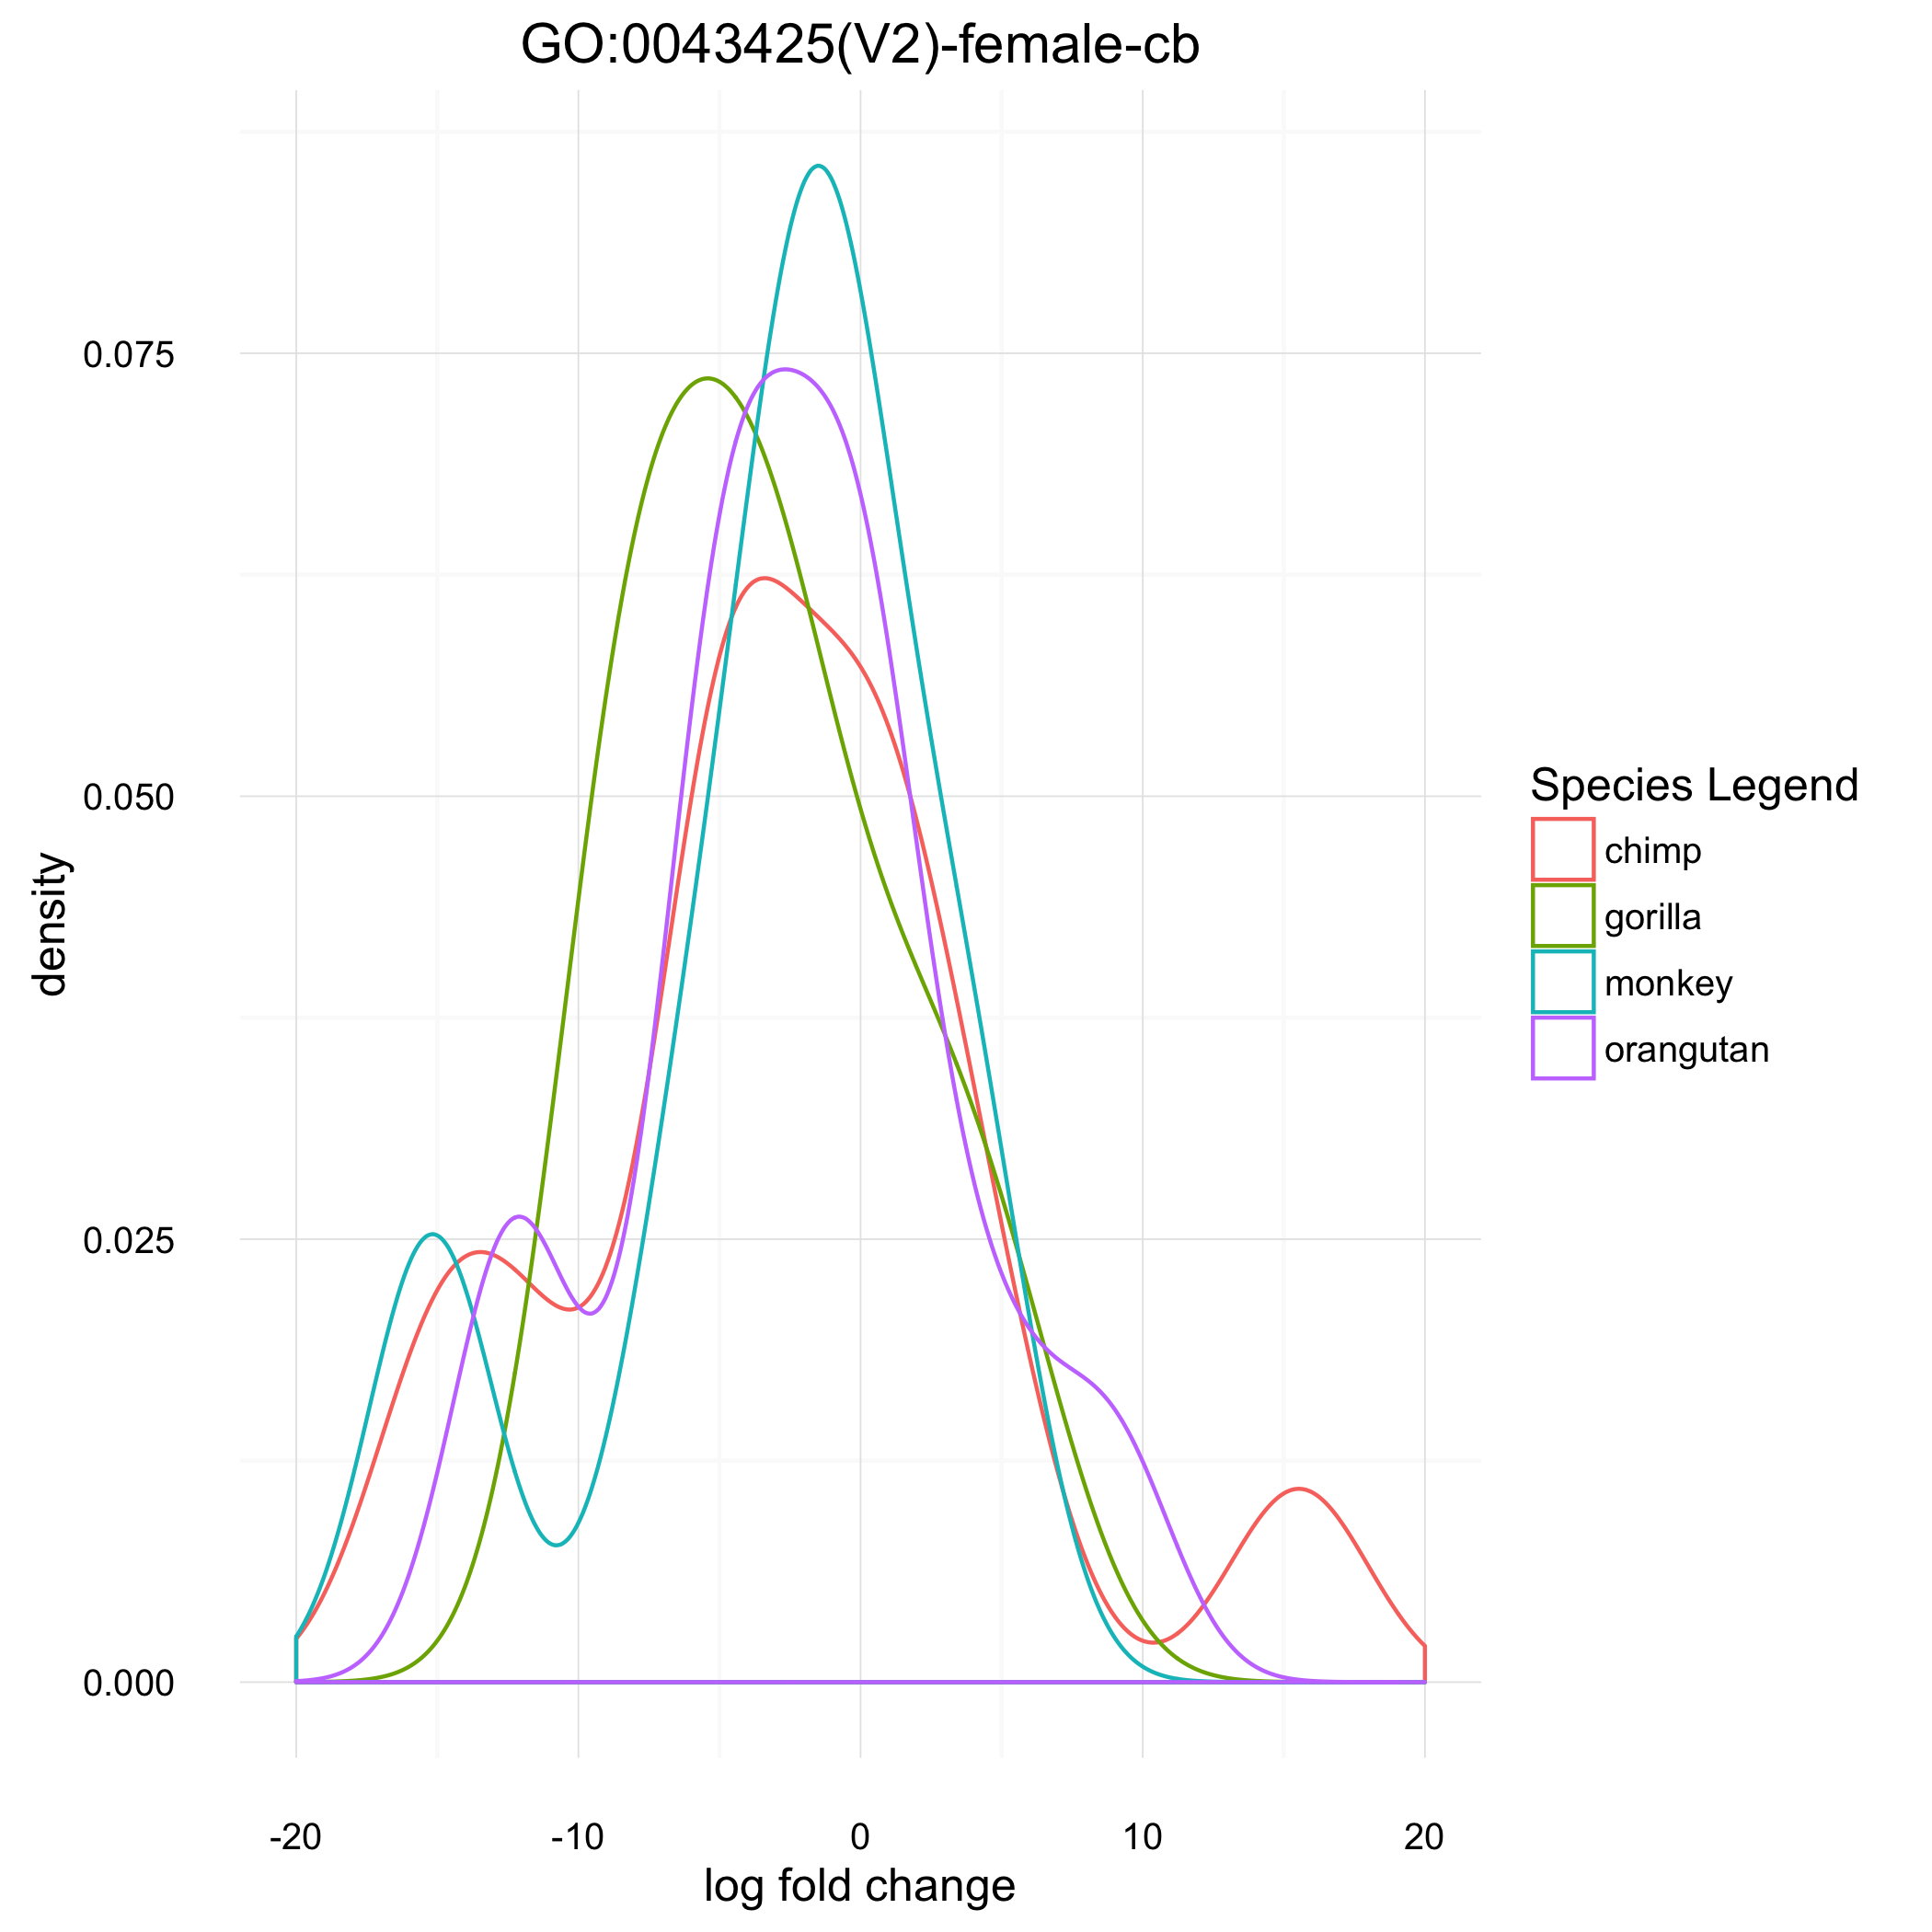 GO:0043425(V2)-female-cb
0.075
0.050
0.025
0.000
density
-20 -10 0 10 20
log fold change
Species Legend
chimp
gorilla
monkey
orangutan